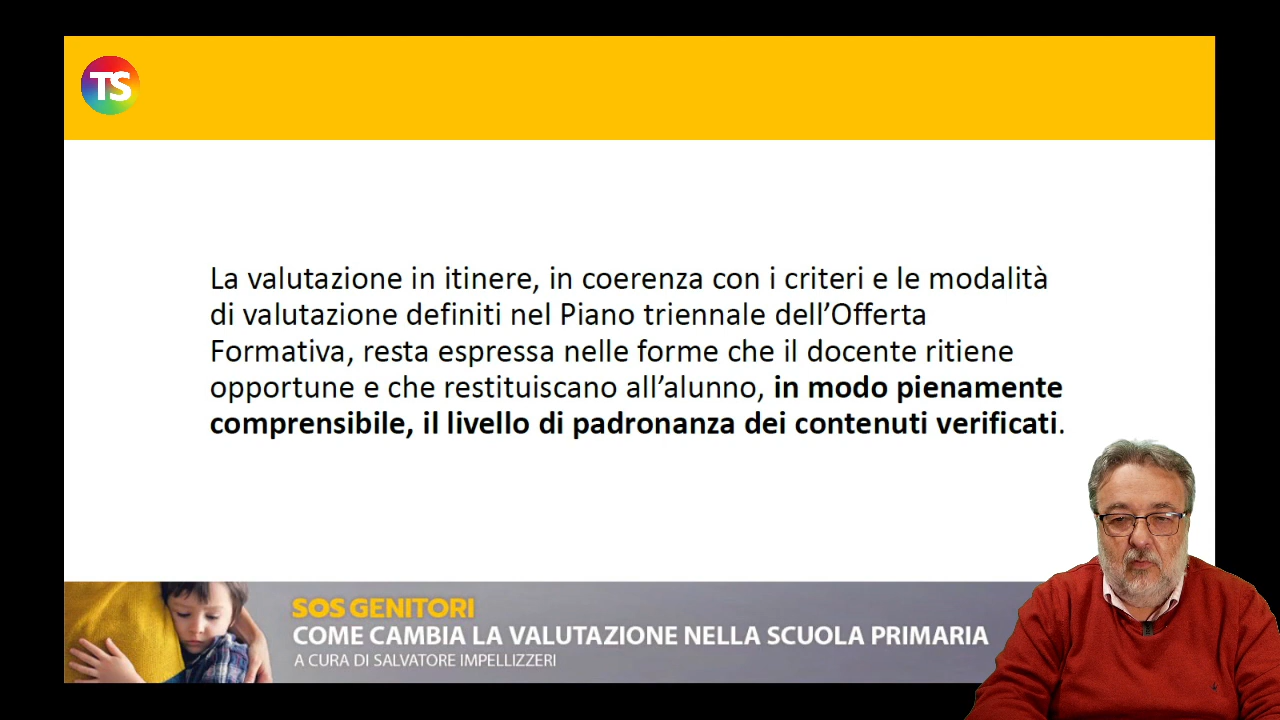 TS
La valutazione in itinere, in coerenza con i criteri e le modalità
di valutazione definiti nel Piano triennale dell’Offerta
Formativa, resta espressa nelle forme che il docente ritiene
opportune e che restituiscano all’alunno, in modo pienamente
comprensibile, il livello di padronanza dei contenuti verificati.
SOS GENITORI
COME CAMBIA LA VALUTAZIONE NELLA SCUOLA PRIMARIA
A CURA DI SALVATORE IMPELLIZZERI